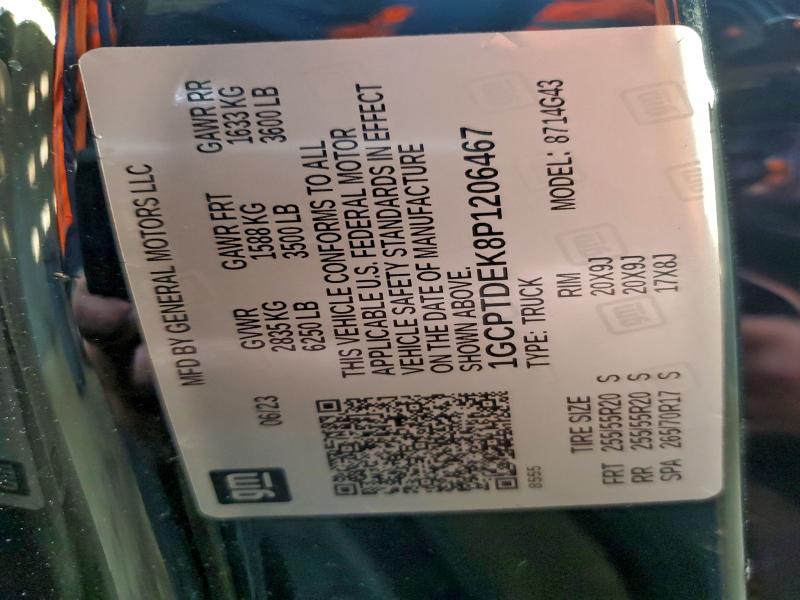 gm
MFD BY GENERAL MOTORS LLC
06/23
GVWR GAWR FRT GAWR RR
2835 KG 1588 KG 1633 KG
6250 LB 3500 LB 3600 LB
THIS VEHICLE CONFORMS TO ALL
APPLICABLE U.S. FEDERAL MOTOR
VEHICLE SAFETY STANDARDS IN EFFECT
ON THE DATE OF MANUFACTURE
SHOWN ABOVE.
1GCPTDEK8P1206467
8555
TYPE: TRUCK MODEL: 8714G43
TIRE SIZE RIM
FRT 255/55R20 S 20X9J
RR 255/55R20 S 20X9J
SPA 265/70R17 S 17X8J